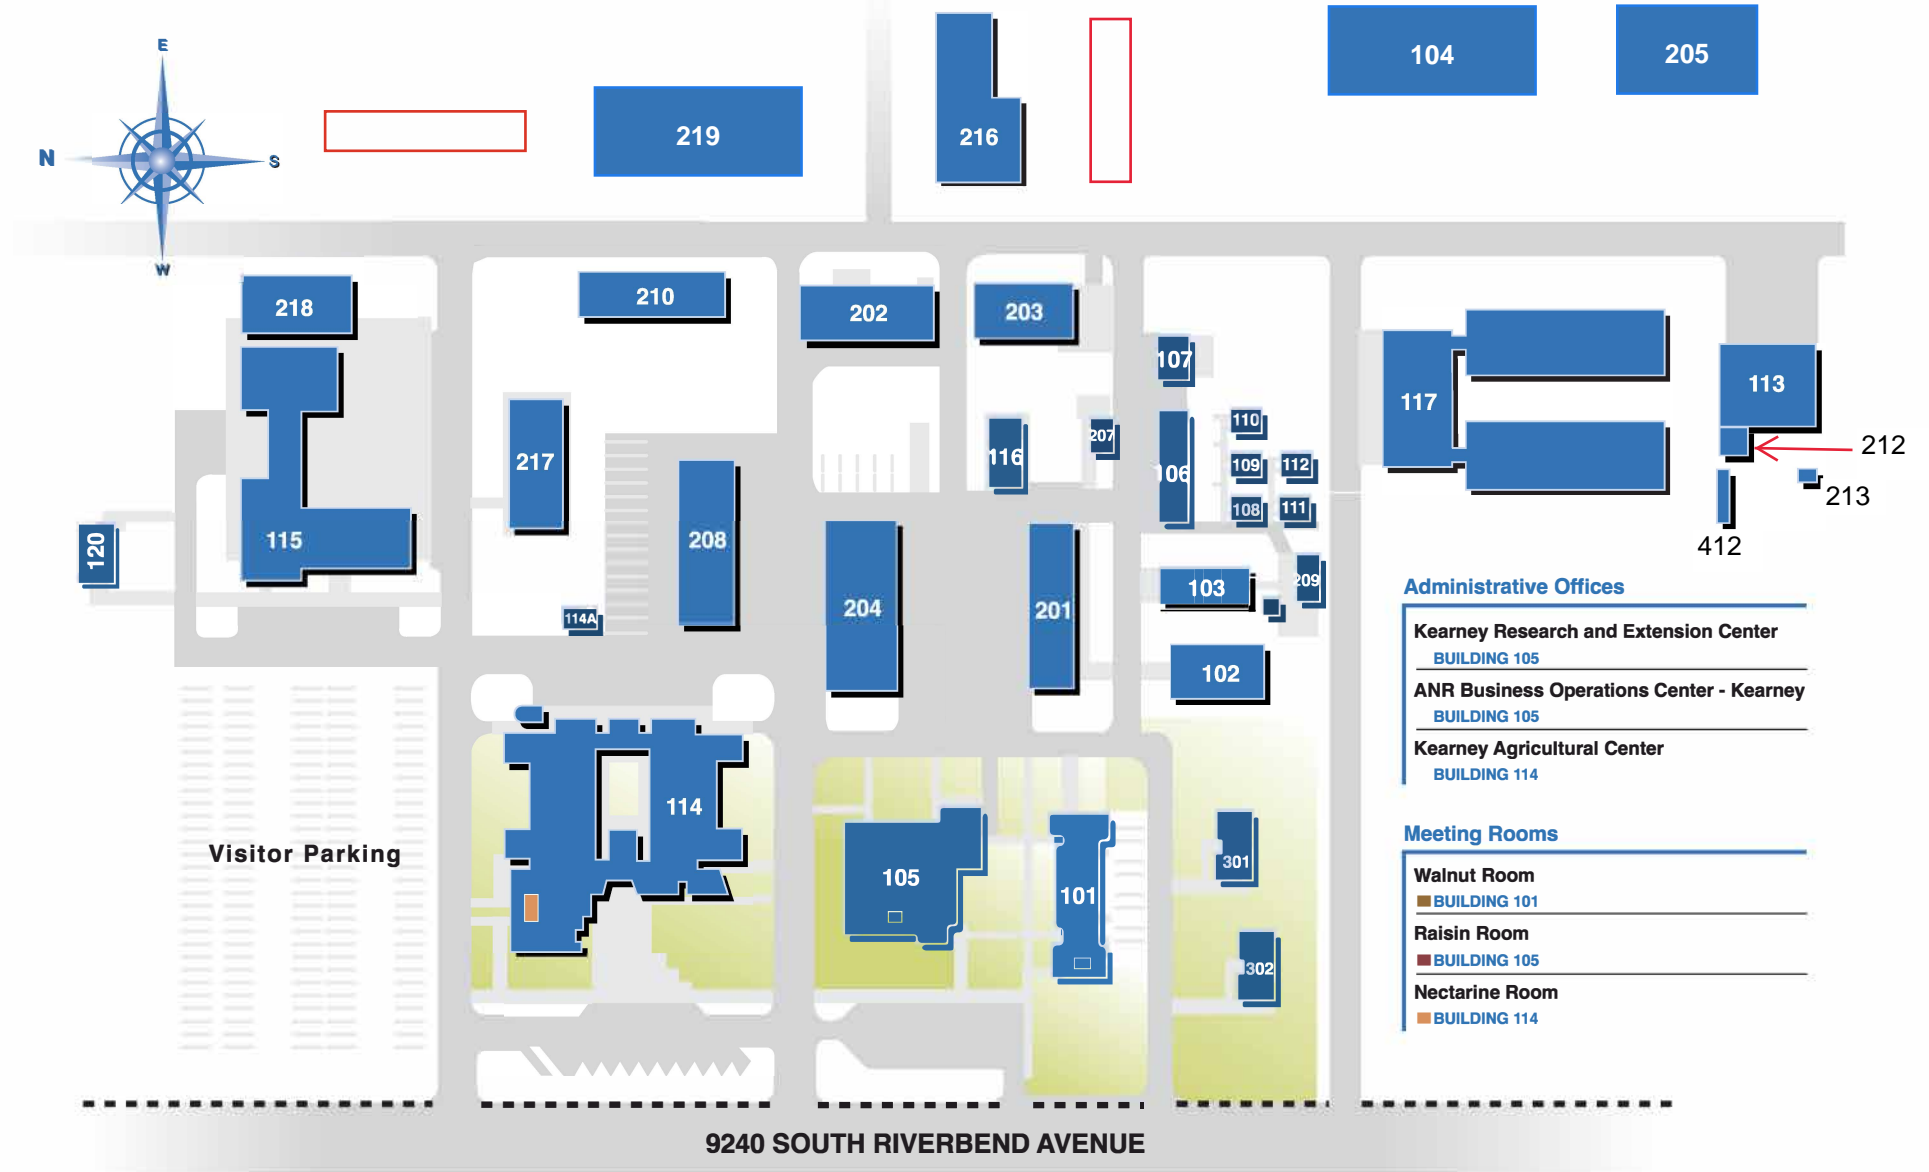 E
N
S
W
219
216
104
205
218
210
202
203
107
110
109
112
108
111
106
117
113
212
213
412
217
208
116
207
115
120
114A
204
201
103
209
102
114
105
101
301
302
Visitor Parking
Administrative Offices
Kearney Research and Extension Center
BUILDING 105
ANR Business Operations Center - Kearney
BUILDING 105
Kearney Agricultural Center
BUILDING 114
Meeting Rooms
Walnut Room
BUILDING 101
Raisin Room
BUILDING 105
Nectarine Room
BUILDING 114
9240 SOUTH RIVERBEND AVENUE